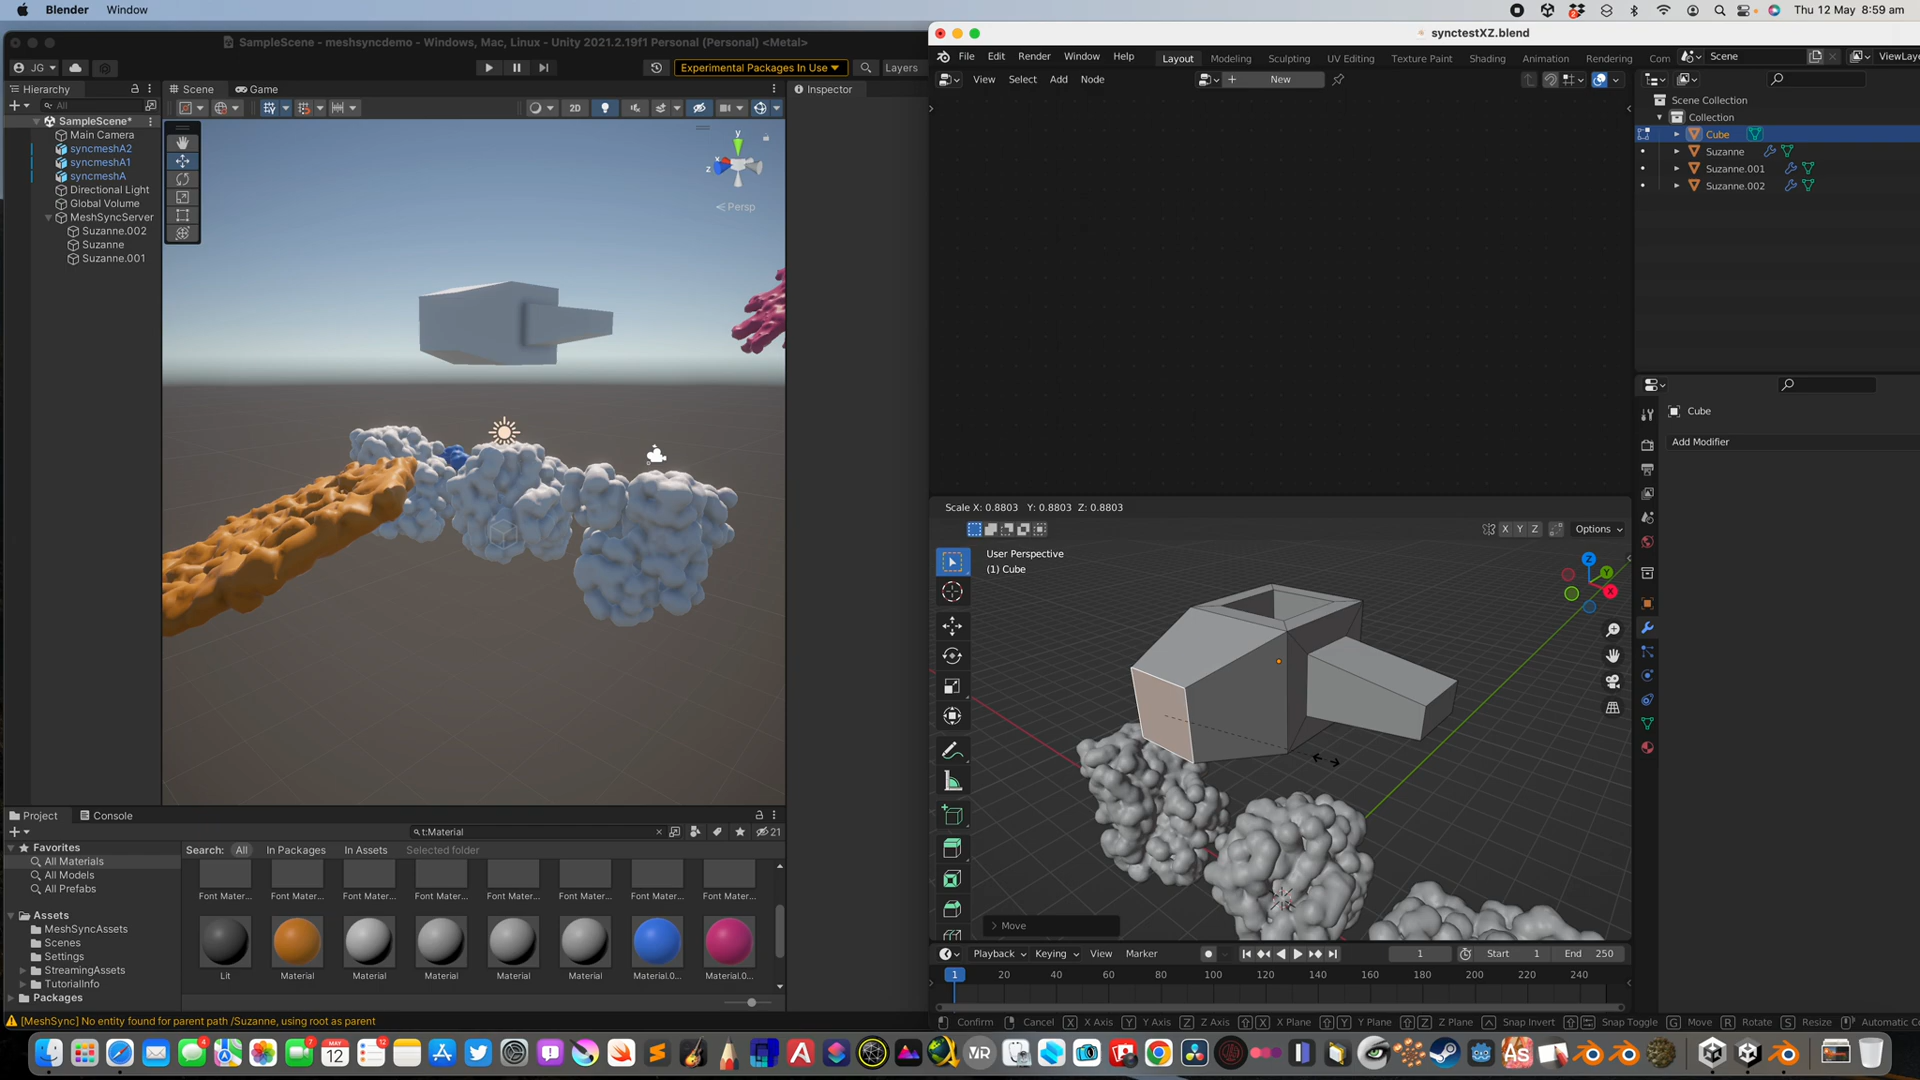 Blender
Window
Thu 12 May 8:59 am
SampleScene - meshsyncdemo - Windows, Mac, Linux - Unity 2021.2.19f1 Personal (Personal) <Metal>
JG
Experimental Packages In Use
Layers
Hierarchy
Scene
Game
Inspector
All
2D
SampleScene*
Main Camera
syncmeshA2
syncmeshA1
syncmeshA
Directional Light
Global Volume
MeshSyncServer
Suzanne.002
Suzanne
Suzanne.001
y
x
z
Persp
Project
Console
t:Material
21
Favorites
All Materials
All Models
All Prefabs
Assets
MeshSyncAssets
Scenes
Settings
StreamingAssets
TutorialInfo
Packages
Search:
All
In Packages
In Assets
Selected folder
Font Mater...
Font Mater...
Font Mater...
Font Mater...
Font Mater...
Font Mater...
Font Mater...
Font Mater...
Lit
Material
Material
Material
Material
Material
Material.0...
Material.0...
[MeshSync] No entity found for parent path /Suzanne, using root as parent
synctestXZ.blend
File
Edit
Render
Window
Help
Layout
Modeling
Sculpting
UV Editing
Texture Paint
Shading
Animation
Rendering
Com
Scene
ViewLaye
View
Select
Add
Node
New
Scene Collection
Collection
Cube
Suzanne
Suzanne.001
Suzanne.002
Cube
Add Modifier
Scale X: 0.8803 Y: 0.8803 Z: 0.8803
X Y Z
Options
User Perspective
(1) Cube
Z
Y
X
Move
Playback
Keying
View
Marker
1
Start 1
End 250
1 20 40 60 80 100 120 140 160 180 200 220 240
Confirm
Cancel
X X Axis
Y Y Axis
Z Z Axis
X X Plane
Y Y Plane
Z Z Plane
Snap Invert
Snap Toggle
G Move
R Rotate
S Resize
Automatic Co
4
MAY
12
12
7
VR
As